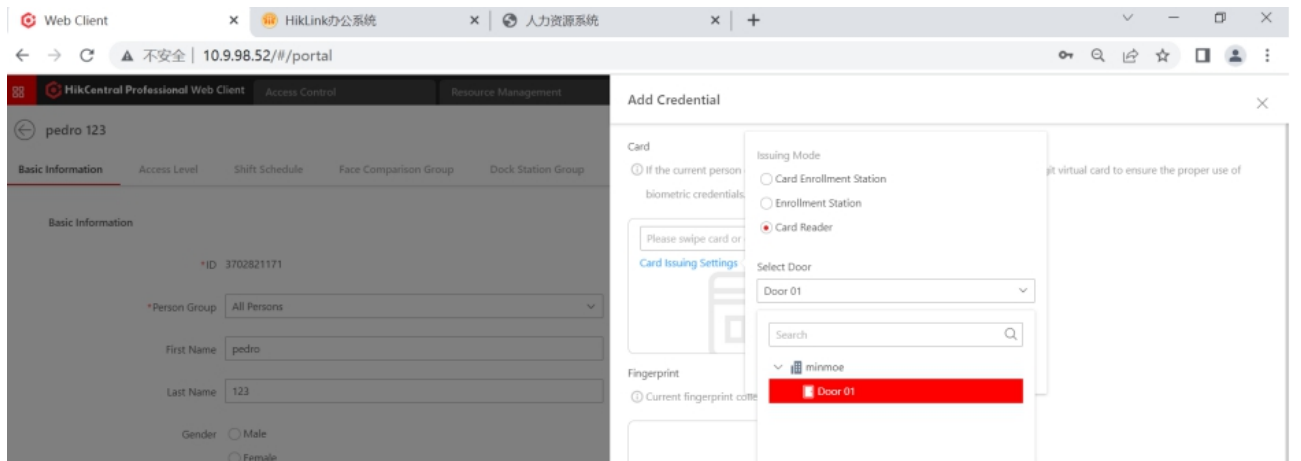 Web Client
HikLink办公系统
人力资源系统
不安全 | 10.9.98.52/#/portal
HikCentral Professional Web Client
Access Control
Resource Management
pedro 123
Basic Information
Access Level
Shift Schedule
Face Comparison Group
Dock Station Group
Basic Information
*ID 3702821171
*Person Group All Persons
First Name pedro
Last Name 123
Gender Male
Female
Add Credential
Card
If the current person
git virtual card to ensure the proper use of
biometric credentials
Please swipe card or
Card Issuing Settings
Issuing Mode
Card Enrollment Station
Enrollment Station
Card Reader
Select Door
Door 01
Search
minmoe
Door 01
Fingerprint
Current fingerprint